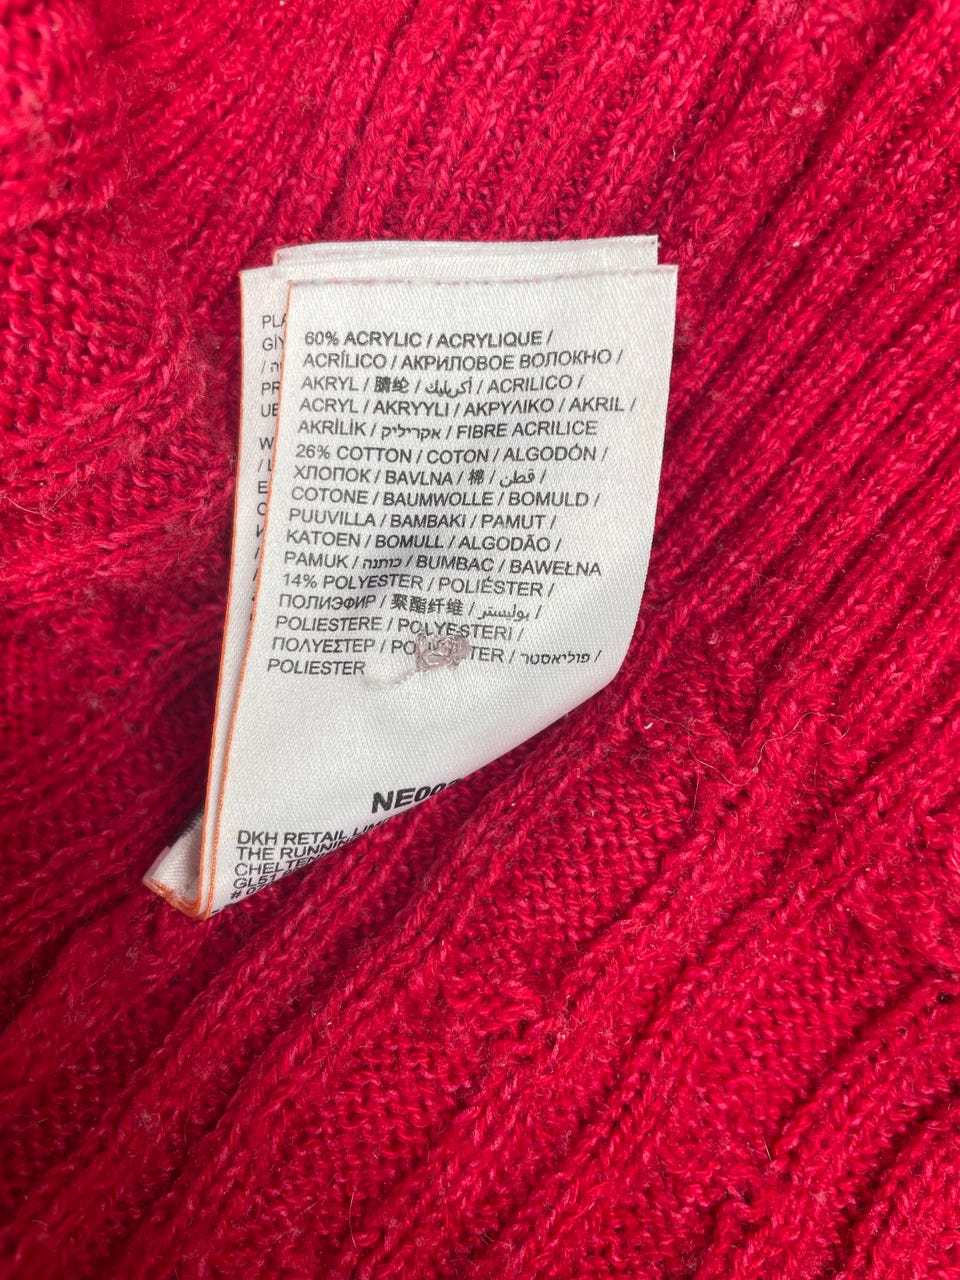 60% ACRYLIC / ACRYLIQUE /
ACRÍLICO / АКРИЛОВОЕ ВОЛОКНО /
AKRYL / 腈纶 / أكريليك / ACRILICO /
ACRYL / AKRYYLI / ΑΚΡΥΛΙΚΟ / AKRIL /
AKRİLİK / אקריליק / FIBRE ACRILICE
26% COTTON / COTON / ALGODÓN /
ХЛОПОК / BAVLNA / 棉 / قطن /
COTONE / BAUMWOLLE / BOMULD /
PUUVILLA / BAMBAKI / PAMUT /
KATOEN / BOMULL / ALGODÃO /
PAMUK / כותנה / BUMBAC / BAWEŁNA
14% POLYESTER / POLIÉSTER /
ПОЛИЭФИР / 聚酯纤维 / بوليستر /
POLIESTERE / POLYESTERI /
ΠΟΛΥΕΣΤΕΡ / פוליאסטר /
POLIESTER
DKH RETAIL
THE